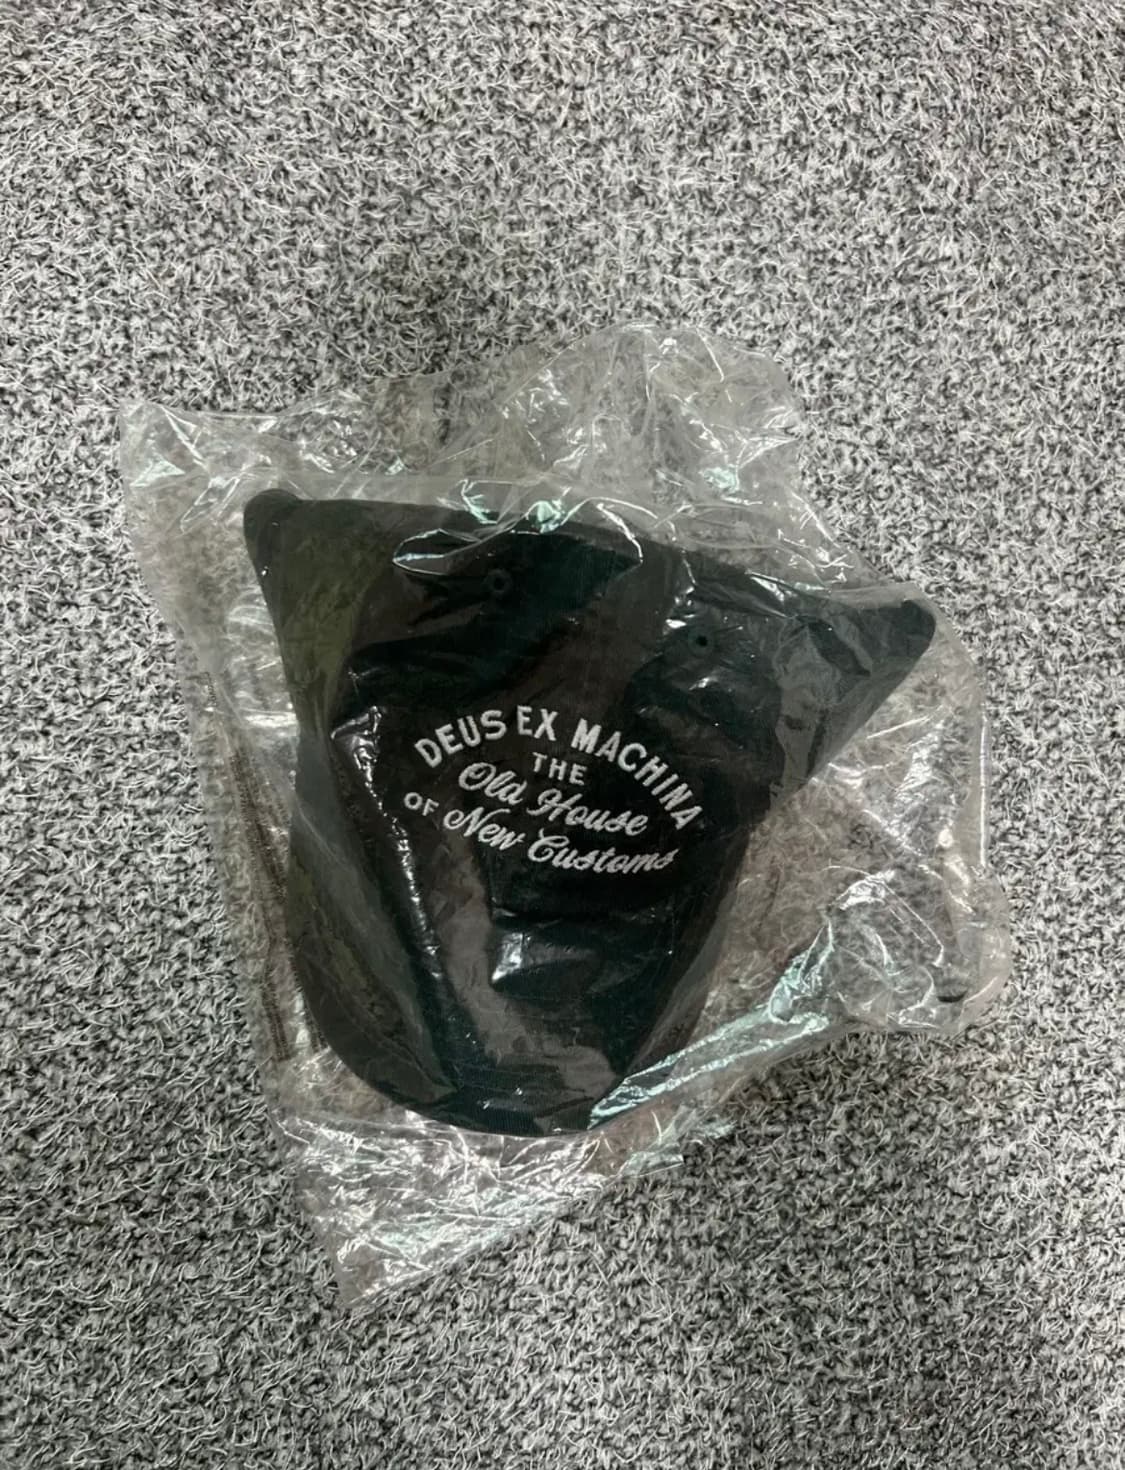 DEUS EX MACHINA
THE
Old House
OF New Customs